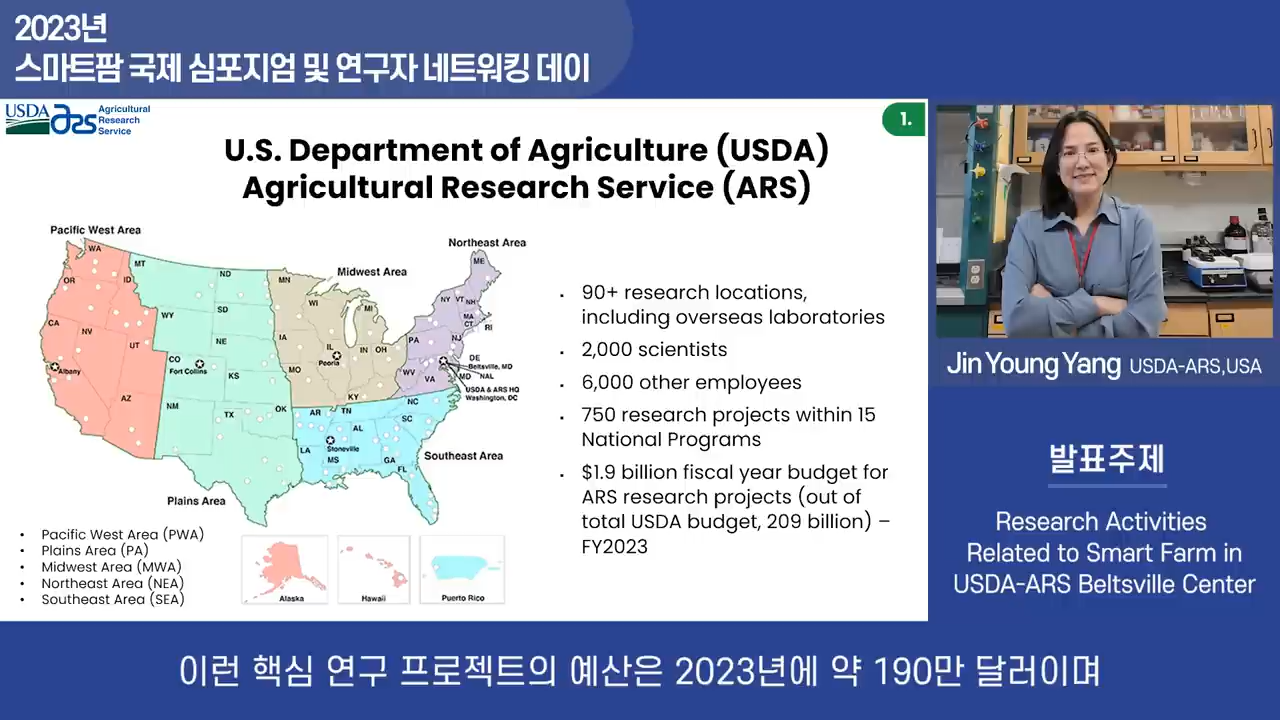 2023년
스마트팜 국제 심포지엄 및 연구자 네트워킹 데이
USDA ars Agricultural
Research
Service
1.
U.S. Department of Agriculture (USDA)
Agricultural Research Service (ARS)
Pacific West Area
Northeast Area
Midwest Area
WA
MT
ND
MN
ME
OR
ID
WI
MI
NY
VT
NH
SD
MA
CT
RI
CA
NV
WY
IA
NE
PA
NJ
UT
CO
IL
IN
OH
DE
Albany
Fort Collins
Peoria
Beltsville, MD
KS
MO
WV
VA
MD
NAL
USDA & ARS HQ
Washington, DC
KY
AZ
NM
OK
TX
AR
TN
NC
SC
AL
LA
Stoneville
MS
GA
FL
Southeast Area
Plains Area
• Pacific West Area (PWA)
• Plains Area (PA)
• Midwest Area (MWA)
• Northeast Area (NEA)
• Southeast Area (SEA)
Alaska
Hawaii
Puerto Rico
• 90+ research locations,
including overseas laboratories
• 2,000 scientists
• 6,000 other employees
• 750 research projects within 15
National Programs
• $1.9 billion fiscal year budget for
ARS research projects (out of
total USDA budget, 209 billion) –
FY2023
Jin Young Yang USDA-ARS,USA
발표주제
Research Activities
Related to Smart Farm in
USDA-ARS Beltsville Center
이런 핵심 연구 프로젝트의 예산은 2023년에 약 190만 달러이며